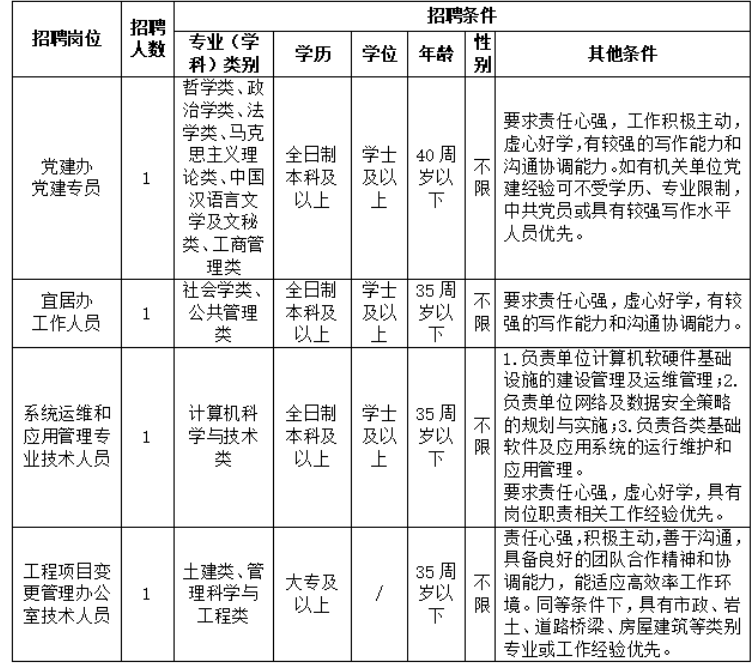 招聘岗位
招聘
人数
招聘条件
专业（学
科）类别
学历
学位
年龄
性
别
其他条件
党建办
党建专员
1
哲学类、政
治学类、法
学类、马克
思主义理
论类、中国
汉语言文
学及文秘
类、工商管
理类
全日制
本科及
以上
学士
及以
上
40 周
岁以
下
不
限
要求责任心强，工作积极主动，
虚心好学,有较强的写作能力和
沟通协调能力。如有机关单位党
建经验可不受学历、专业限制，
中共党员或具有较强写作水平
人员优先。
宜居办
工作人员
1
社会学类、
公共管理
类
全日制
本科及
以上
学士
及以
上
35 周
岁以
下
不
限
要求责任心强，虚心好学，有较
强的写作能力和沟通协调能力。
系统运维和
应用管理专
业技术人员
1
计算机科
学与技术
类
全日制
本科及
以上
学士
及以
上
35 周
岁以
下
不
限
1.负责单位计算机软硬件基础
设施的建设管理及运维管理;2.
负责单位网络及数据安全策略
的规划与实施;3.负责各类基础
软件及应用系统的运行维护和
应用管理。
要求责任心强，虚心好学，具有
岗位职责相关工作经验优先。
工程项目变
更管理办公
室技术人员
1
土建类、管
理科学与
工程类
大专及
以上
/
35 周
岁以
下
不
限
责任心强,积极主动,善于沟通,
具备良好的团队合作精神和协
调能力，能适应高效率工作环
境。同等条件下，具有市政、岩
土、道路桥梁、房屋建筑等类别
专业或工作经验优先。